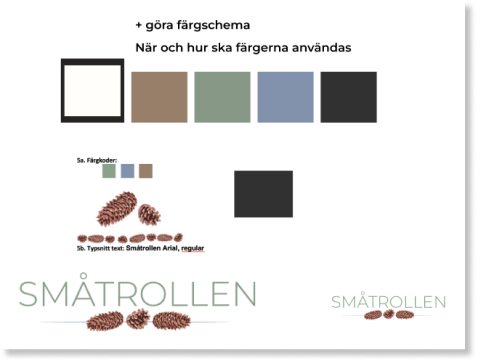 + göra färgschema
När och hur ska färgerna användas
5a. Färgkoder:
5b. Typsnitt text: Småtrollen Arial, regular
SMÅTROLLEN
SMÅTROLLEN